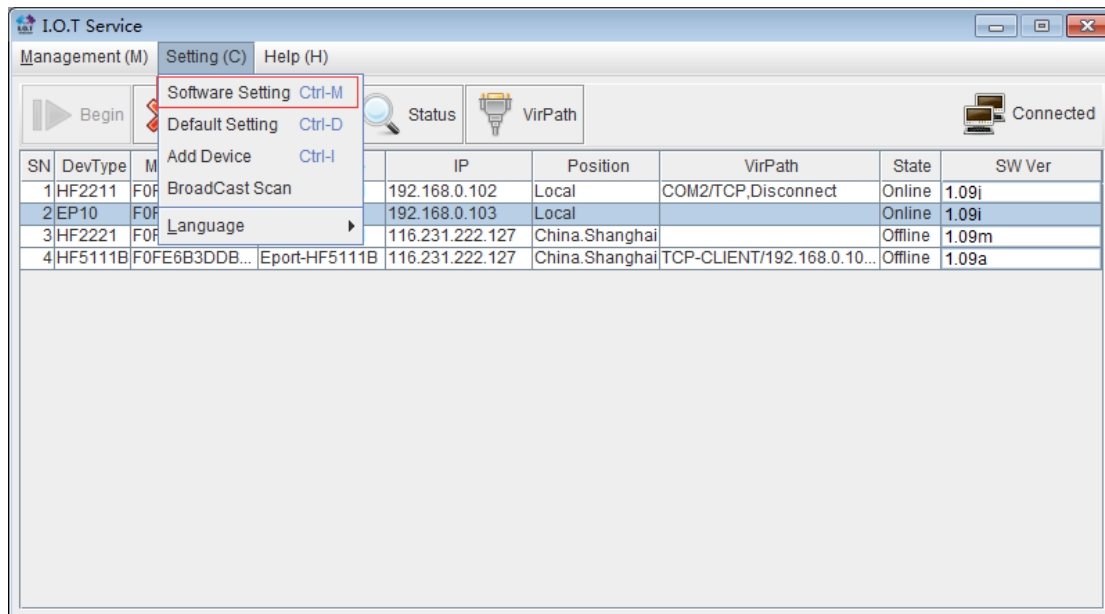 I.O.T Service
Management (M) Setting (C) Help (H)
Software Setting Ctrl-M
Default Setting Ctrl-D
Add Device Ctrl-I
BroadCast Scan
Language
Begin Status VirPath Connected
SN DevType M IP Position VirPath State SW Ver
1 HF2211 F0F 192.168.0.102 Local COM2/TCP,Disconnect Online 1.09i
2 EP10 F0F 192.168.0.103 Local Online 1.09i
3 HF2221 F0F 116.231.222.127 China.Shanghai Offline 1.09m
4 HF5111B F0FE6B3DDB... Eport-HF5111B 116.231.222.127 China.Shanghai TCP-CLIENT/192.168.0.10... Offline 1.09a